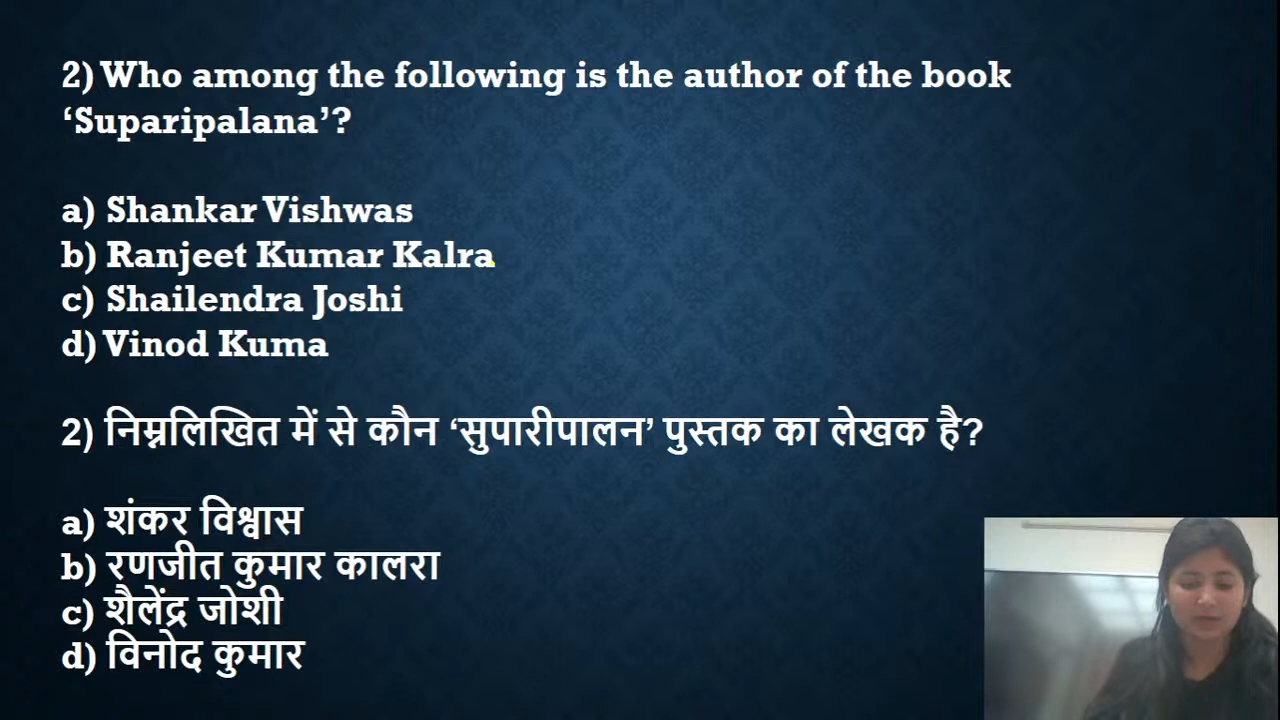 2) Who among the following is the author of the book
‘Suparipalana’?
a) Shankar Vishwas
b) Ranjeet Kumar Kalra
c) Shailendra Joshi
d) Vinod Kuma
2) निम्नलिखित में से कौन ‘सुपारीपालन’ पुस्तक का लेखक है?
a) शंकर विश्वास
b) रणजीत कुमार कालरा
c) शैलेंद्र जोशी
d) विनोद कुमार